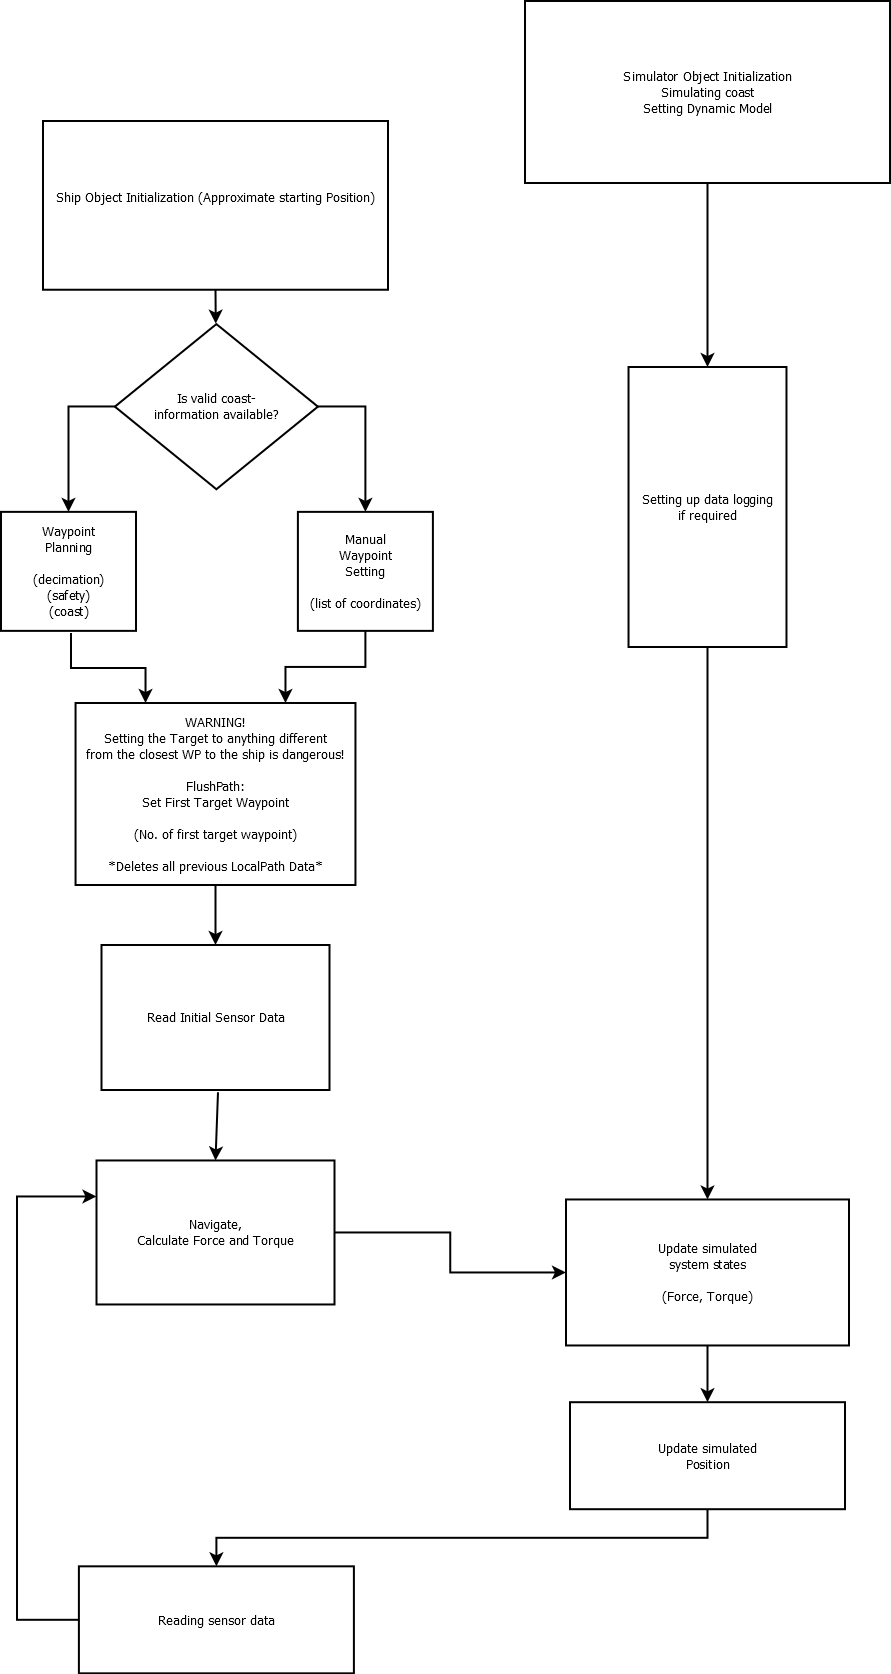 Simulator Object Initialization
Simulating coast
Setting Dynamic Model
Ship Object Initialization (Approximate starting Position)
Is valid coast-
information available?
Waypoint
Planning
(decimation)
(safety)
(coast)
Manual
Waypoint
Setting
(list of coordinates)
Setting up data logging
if required
WARNING!
Setting the Target to anything different
from the closest WP to the ship is dangerous!
FlushPath:
Set First Target Waypoint
(No. of first target waypoint)
*Deletes all previous LocalPath Data*
Read Initial Sensor Data
Navigate,
Calculate Force and Torque
Update simulated
system states
(Force, Torque)
Update simulated
Position
Reading sensor data